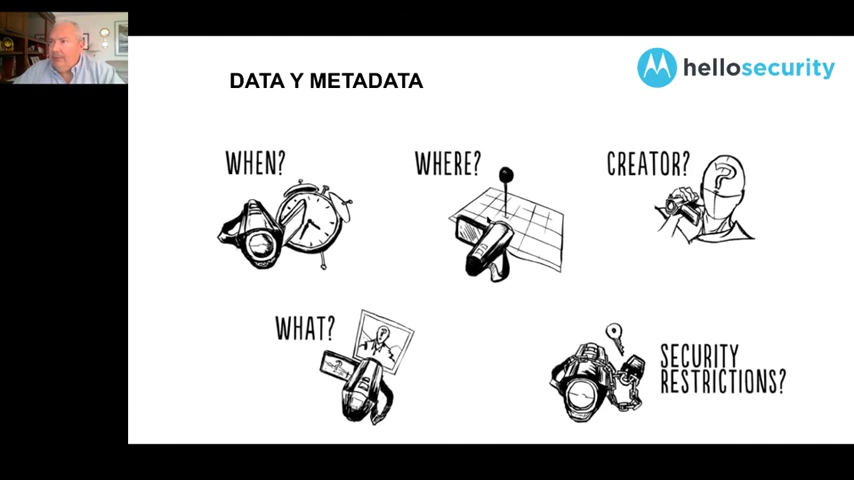 DATA Y METADATA
hellosecurity
WHEN?
WHERE?
CREATOR?
?
WHAT?
?
SECURITY
RESTRICTIONS?